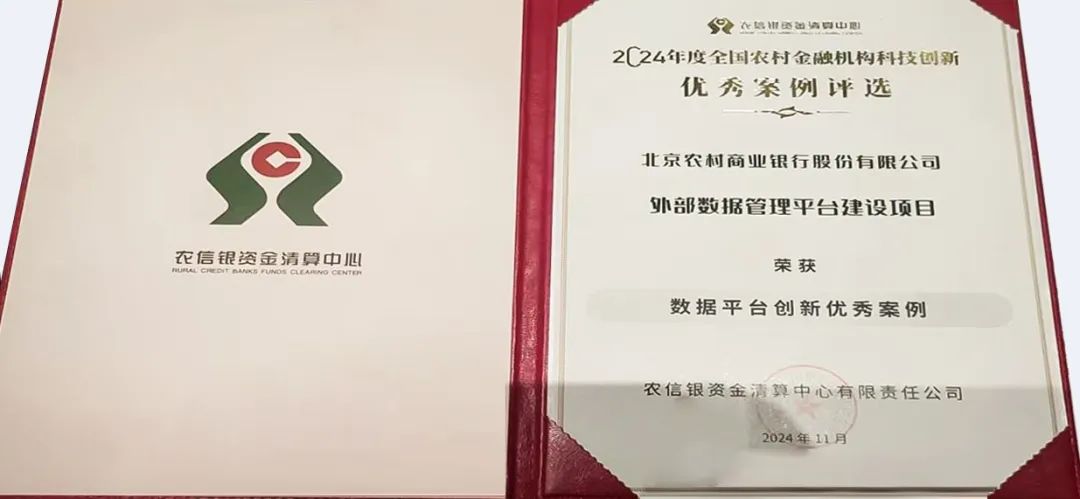 农信银资金清算中心
RURAL CREDIT BANKS FUNDS CLEARING CENTER
农信银资金清算中心
2024年度全国农村金融机构科技创新
优秀案例评选
北京农村商业银行股份有限公司
外部数据管理平台建设项目
荣获
数据平台创新优秀案例
农信银资金清算中心有限责任公司
2024年11月